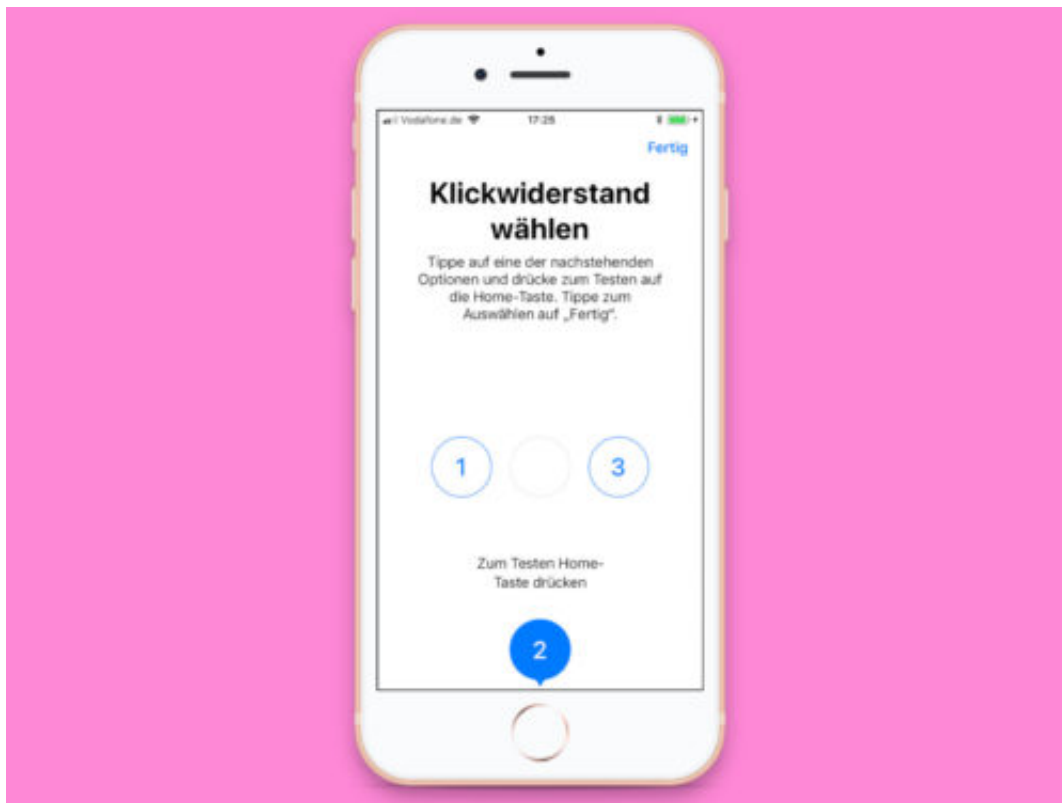 Vodafone.de 17:25
Fertig
Klickwiderstand
wählen
Tippe auf eine der nachstehenden
Optionen und drücke zum Testen auf
die Home-Taste. Tippe zum
Auswählen auf „Fertig“.
1 3
Zum Testen Home-
Taste drücken
2